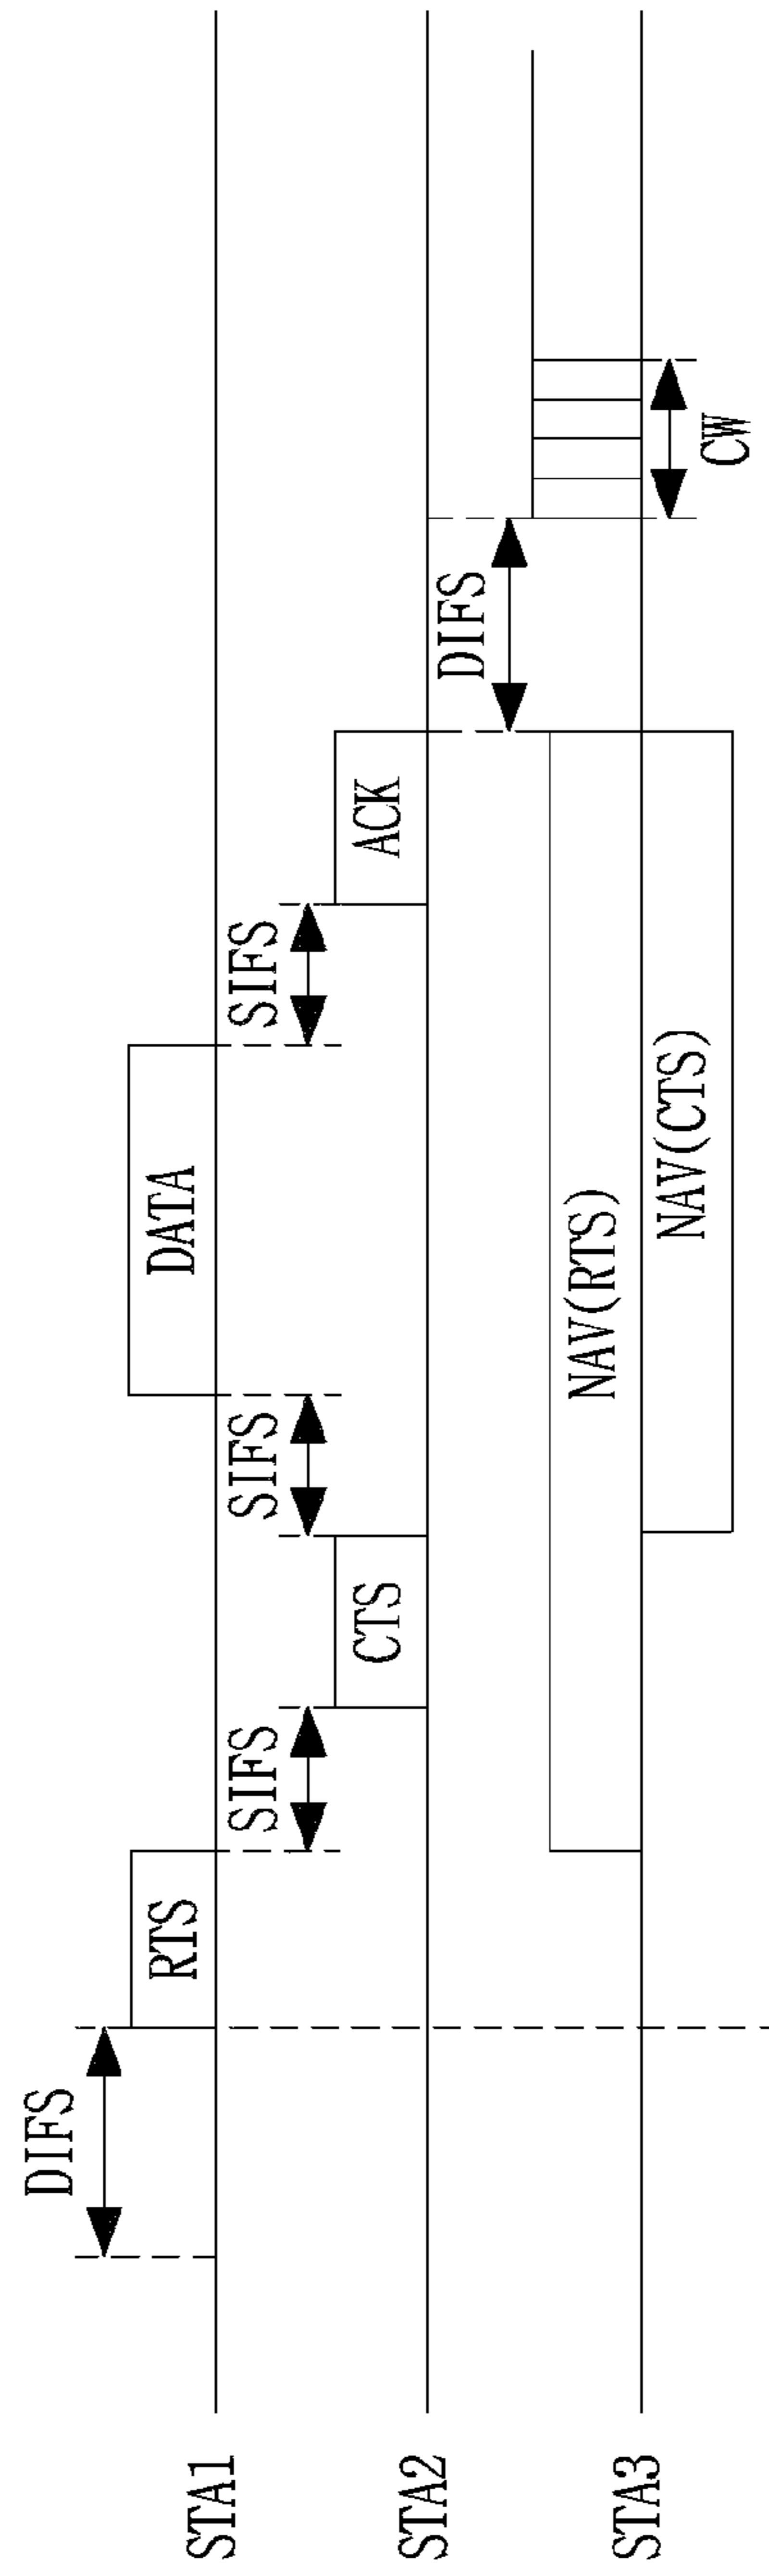 DIFS
RTS
DATA
STA1
SIFS
SIFS
SIFS
CTS
ACK
STA2
DIFS
NAV(RTS)
STA3
NAV(CTS)
CW